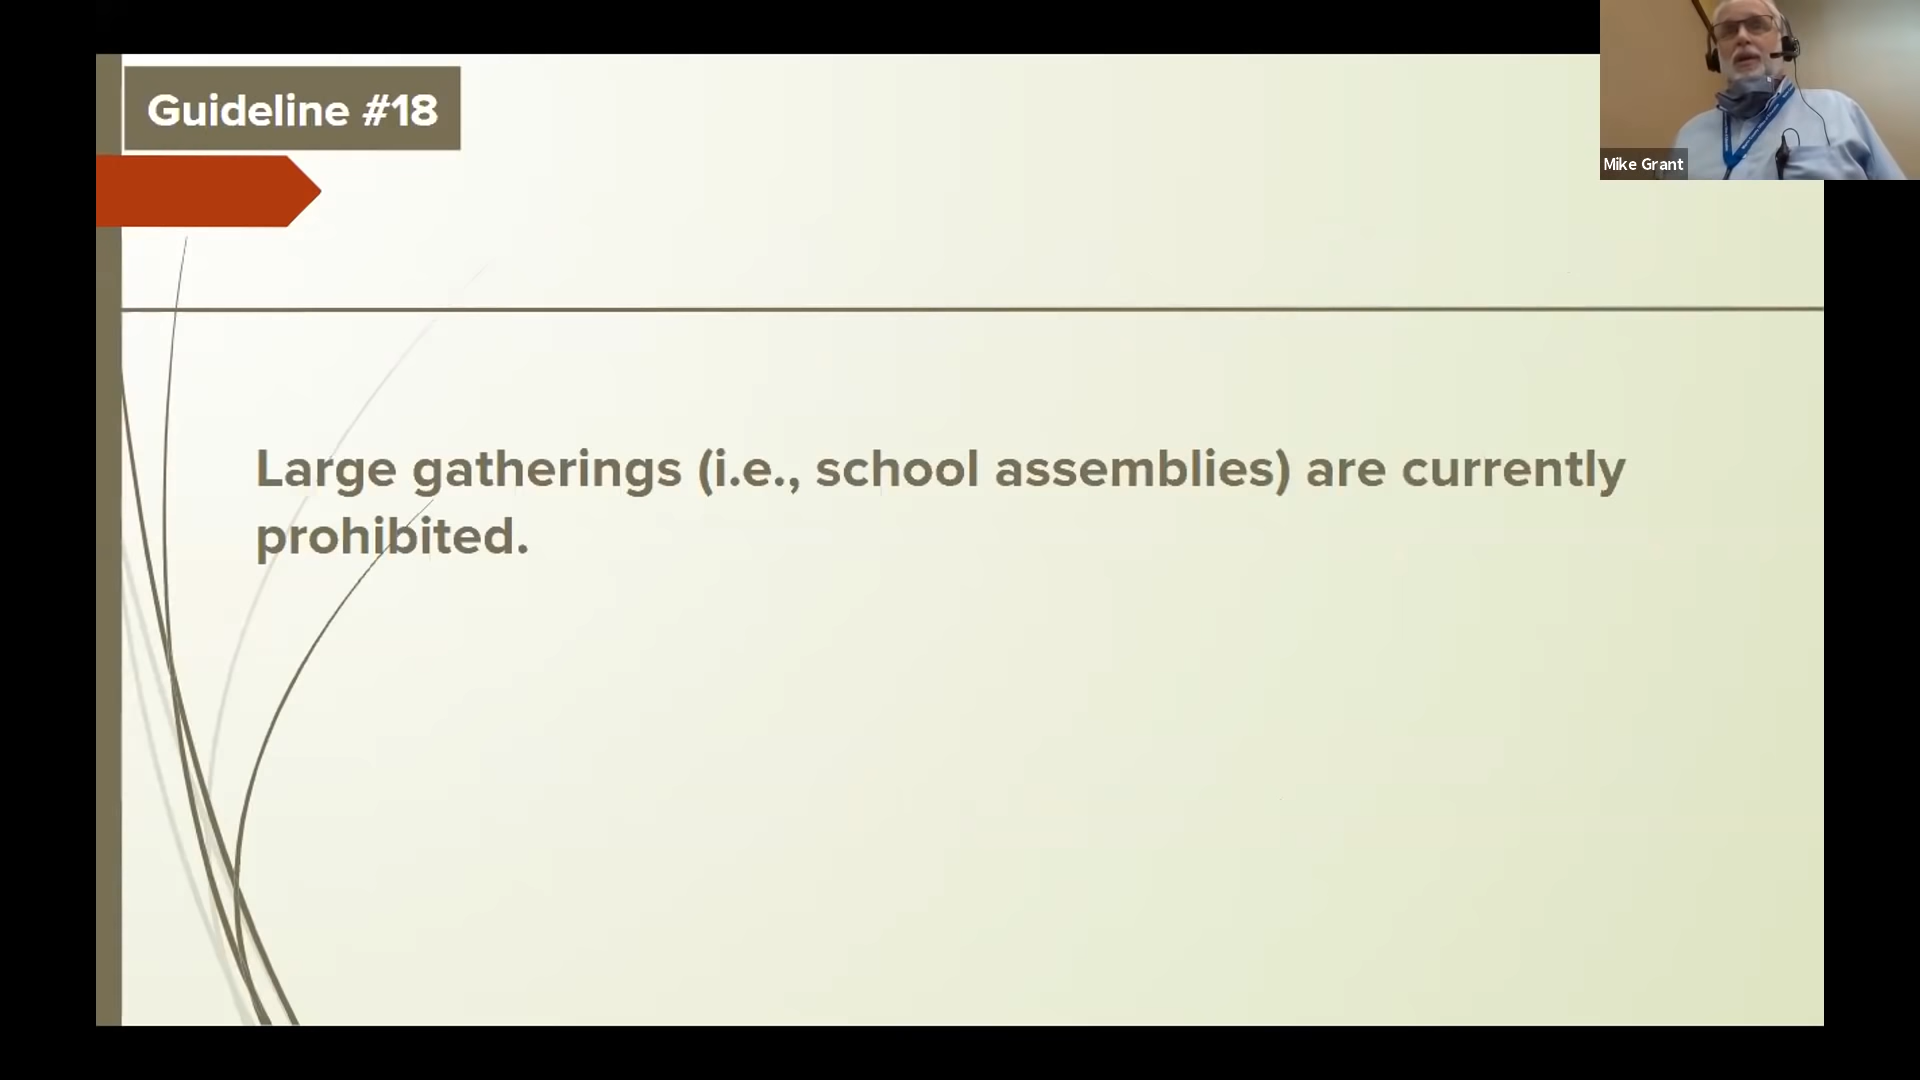 Guideline #18
Mike Grant
Large gatherings (i.e., school assemblies) are currently
prohibited.